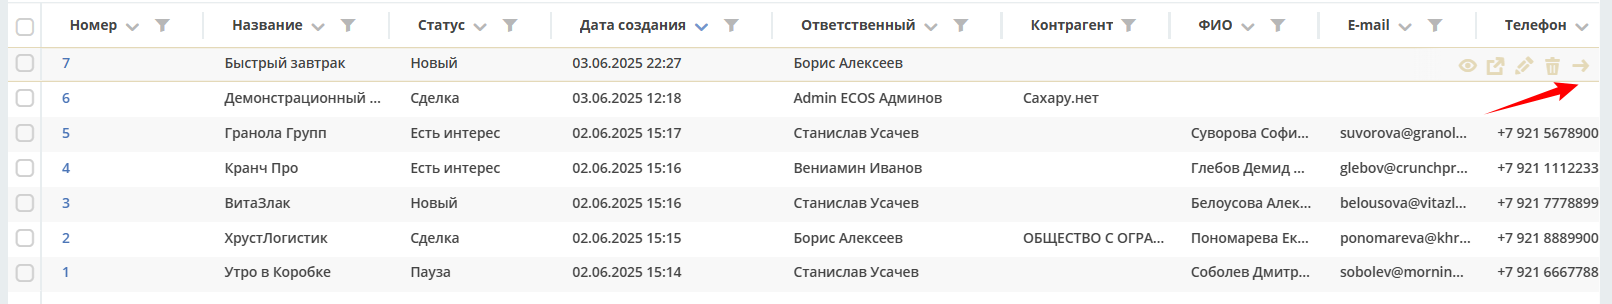 Номер Название Статус Дата создания Ответственный Контрагент ФИО E-mail Телефон
7 Быстрый завтрак Новый 03.06.2025 22:27 Борис Алексеев
6 Демонстрационный ... Сделка 03.06.2025 12:18 Admin ECOS Админов Сахару.нет
5 Гранола Групп Есть интерес 02.06.2025 15:17 Станислав Усачев Суворова Софи... suvorova@granol... +7 921 5678900
4 Кранч Про Есть интерес 02.06.2025 15:16 Вениамин Иванов Глебов Демид ... glebov@crunchpr... +7 921 1112233
3 ВитаЗлак Новый 02.06.2025 15:16 Станислав Усачев Белоусова Алек... belousova@vitazl... +7 921 7778899
2 ХрустЛогистик Сделка 02.06.2025 15:15 Борис Алексеев ОБЩЕСТВО С ОГРА... Пономарева Ек... ponomareva@khr... +7 921 8889900
1 Утро в Коробке Пауза 02.06.2025 15:14 Станислав Усачев Соболев Дмитр... sobolev@mornin... +7 921 6667788